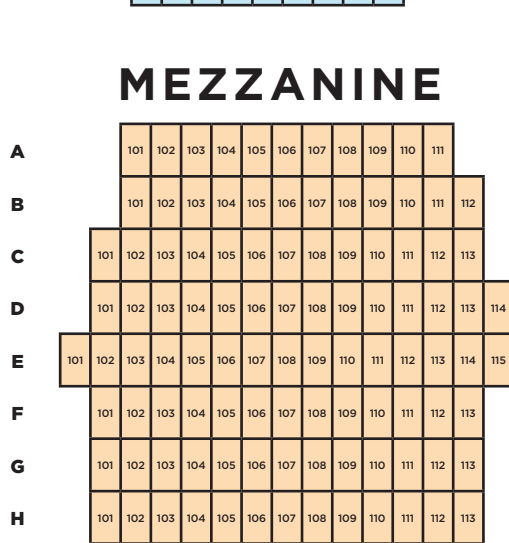 MEZZANINE
A 101 102 103 104 105 106 107 108 109 110 111
B 101 102 103 104 105 106 107 108 109 110 111 112
C 101 102 103 104 105 106 107 108 109 110 111 112 113
D 101 102 103 104 105 106 107 108 109 110 111 112 113 114
E 101 102 103 104 105 106 107 108 109 110 111 112 113 114 115
F 101 102 103 104 105 106 107 108 109 110 111 112 113
G 101 102 103 104 105 106 107 108 109 110 111 112 113
H 101 102 103 104 105 106 107 108 109 110 111 112 113